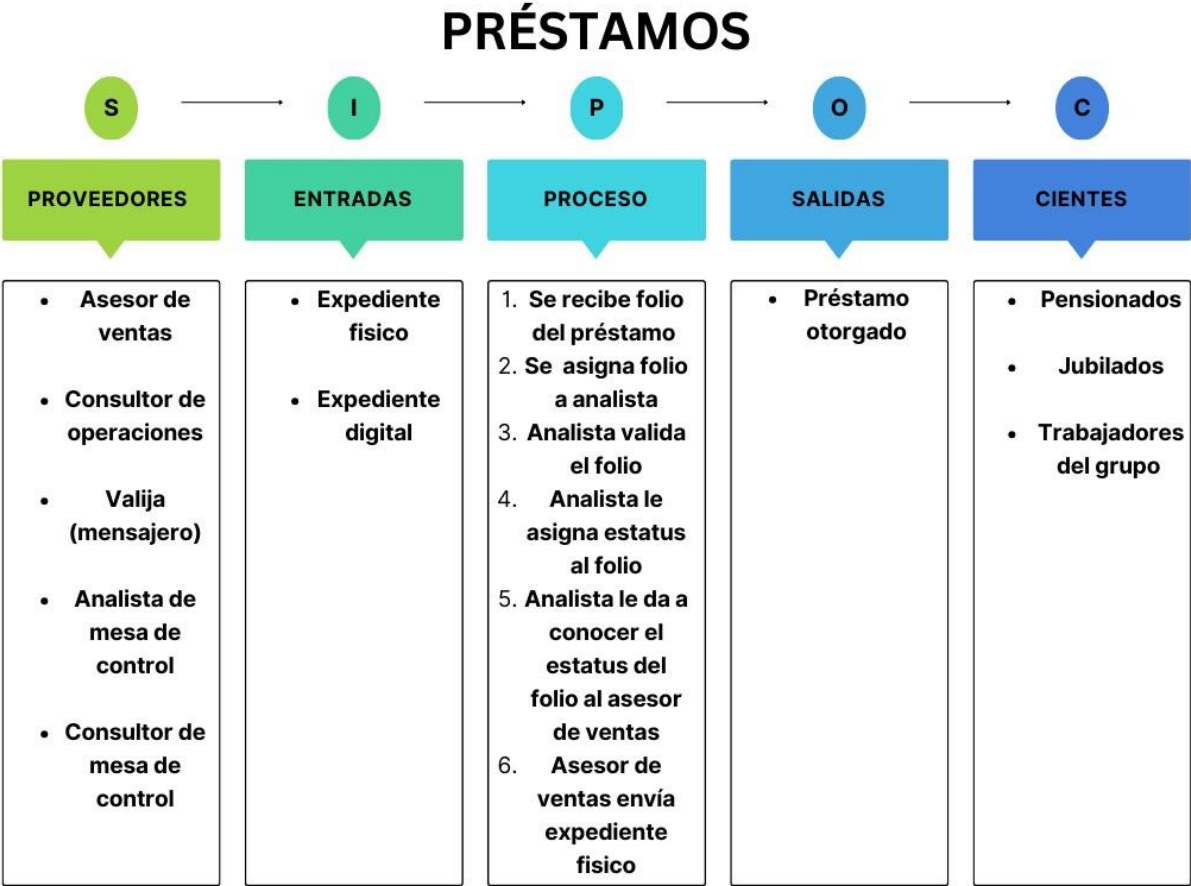 PRÉSTAMOS
S
I
P
O
C
PROVEEDORES
ENTRADAS
PROCESO
SALIDAS
CIENTES
• Asesor de
ventas
• Consultor de
operaciones
• Valija
(mensajero)
• Analista de
mesa de
control
• Consultor de
mesa de
control
• Expediente
fisico
• Expediente
digital
1. Se recibe folio
del préstamo
2. Se asigna folio
a analista
3. Analista valida
el folio
4. Analista le
asigna estatus
al folio
5. Analista le da a
conocer el
estatus del
folio al asesor
de ventas
6. Asesor de
ventas envía
expediente
fisico
• Préstamo
otorgado
• Pensionados
• Jubilados
• Trabajadores
del grupo